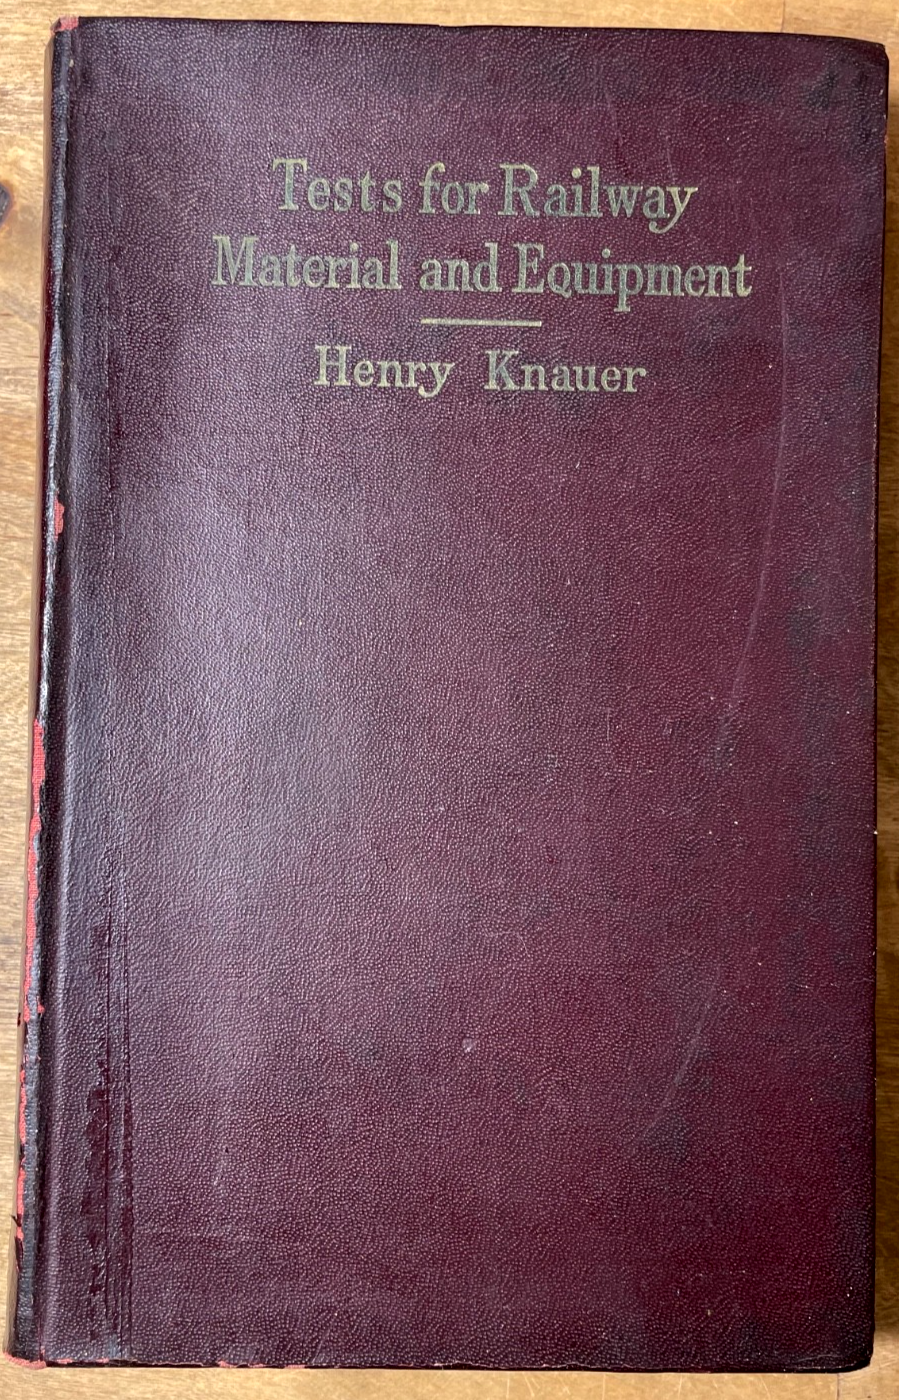 Tests for Railway
Material and Equipment
Henry Knauer